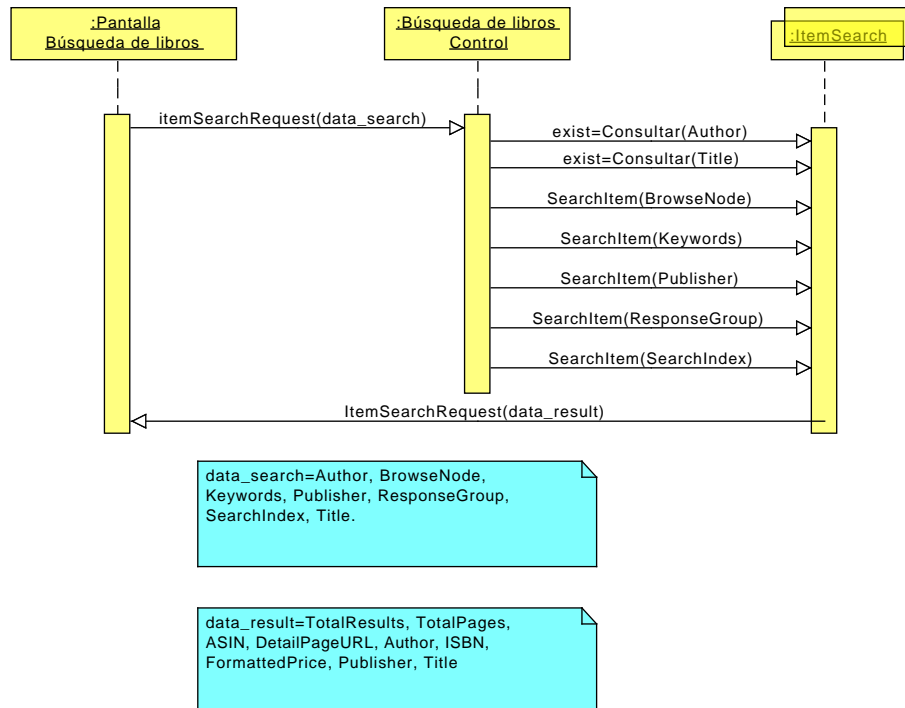 :Pantalla
Búsqueda de libros
:Búsqueda de libros
Control
:ItemSearch
itemSearchRequest(data_search)
exist=Consultar(Author)
exist=Consultar(Title)
SearchItem(BrowseNode)
SearchItem(Keywords)
SearchItem(Publisher)
SearchItem(ResponseGroup)
SearchItem(SearchIndex)
ItemSearchRequest(data_result)
data_search=Author, BrowseNode,
Keywords, Publisher, ResponseGroup,
SearchIndex, Title.
data_result=TotalResults, TotalPages,
ASIN, DetailPageURL, Author, ISBN,
FormattedPrice, Publisher, Title